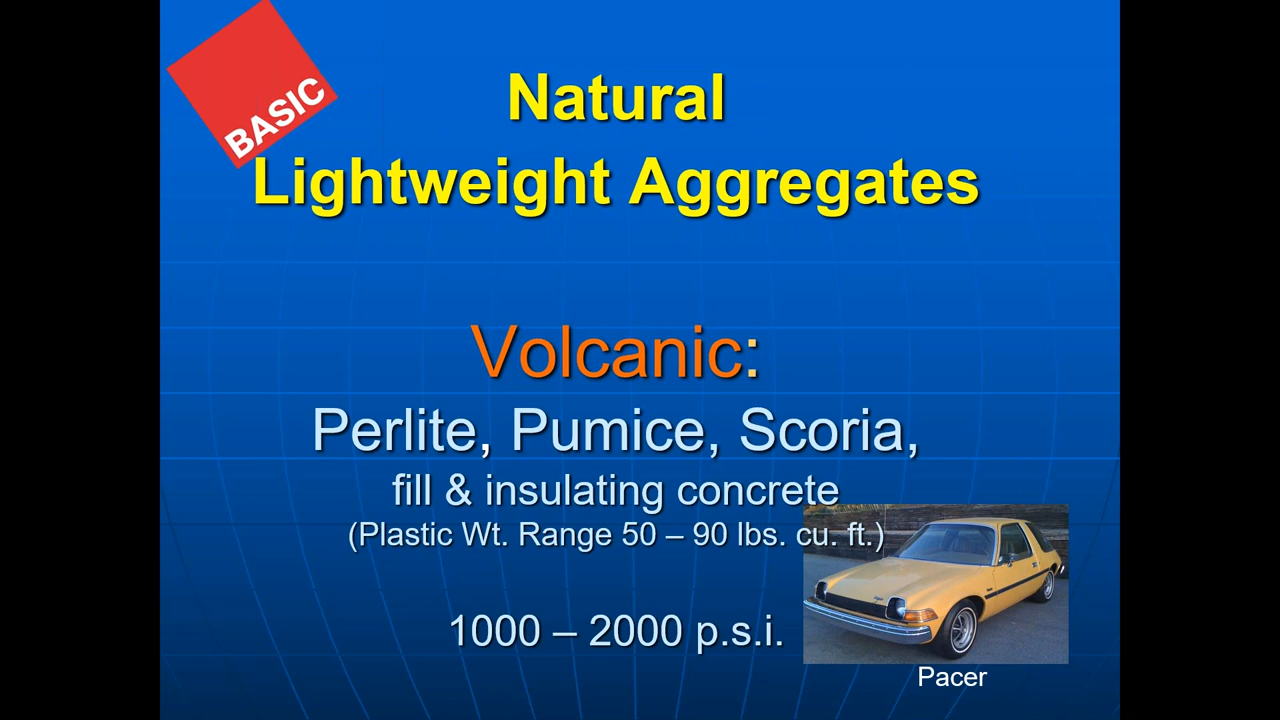 BASIC
Natural
Lightweight Aggregates
Volcanic:
Perlite, Pumice, Scoria,
fill & insulating concrete
(Plastic Wt. Range 50 – 90 lbs. cu. ft.)
1000 – 2000 p.s.i.
Pacer